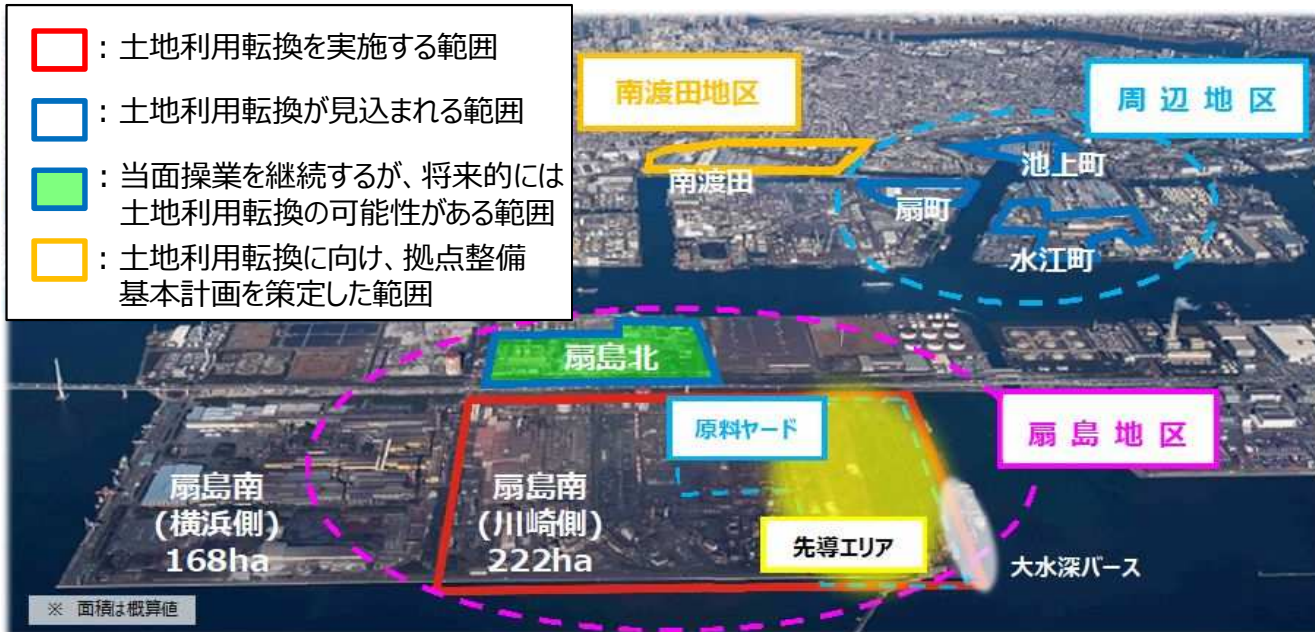 ：土地利用転換を実施する範囲
：土地利用転換が見込まれる範囲
：当面操業を継続するが、将来的には
土地利用転換の可能性がある範囲
：土地利用転換に向け、拠点整備
基本計画を策定した範囲
南渡田地区
周辺地区
南渡田
池上町
扇町
水江町
扇島北
原料ヤード
扇島地区
扇島南
(横浜側)
168ha
扇島南
(川崎側)
222ha
先導エリア
大水深バース
※ 面積は概算値